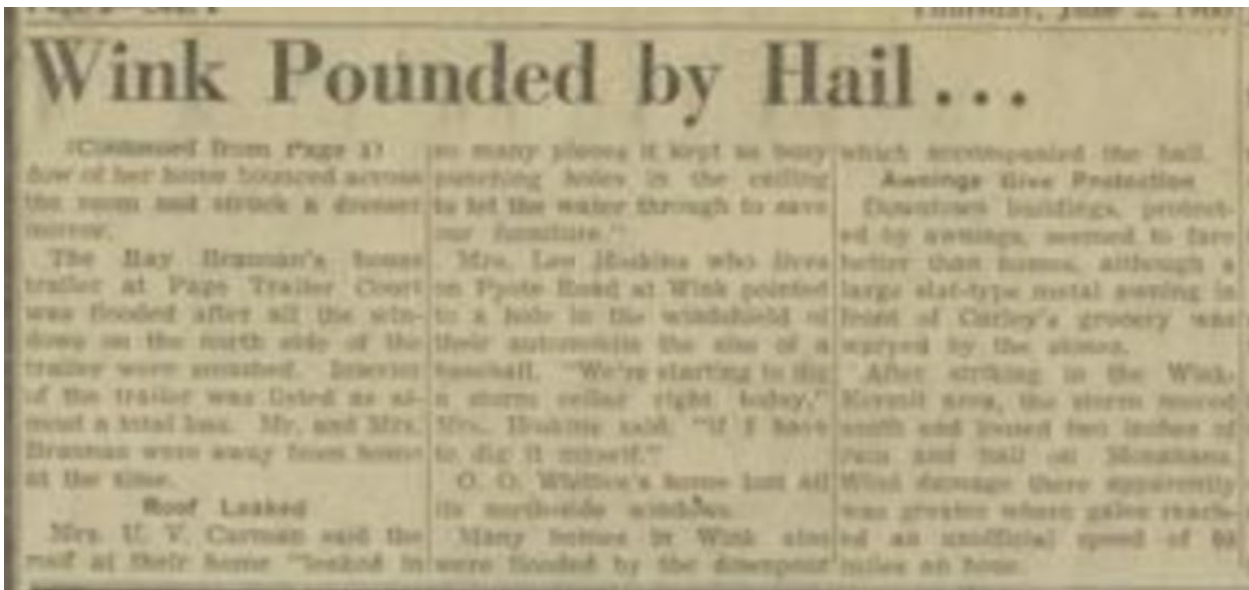 Thursday, June 2,
Wink Pounded by Hail...
(Continued from Page 1)
dow of her home bounced across
the room and struck a dresser
mirror.
The Ray Brannan's house
trailer at Page Trailer Court
was flooded after all the win-
dows on the north side of the
trailer were smashed. Interior
of the trailer was listed as al-
most a total loss. Mr. and Mrs.
Brannan were away from home
at the time.
Roof Leaked
Mrs. U. V. Carman said the
roof at their home "leaked in
so many places it kept us busy
punching holes in the ceiling
to let the water through to save
our furniture."
Mrs. Lee Hoskins who lives
on Pyote Road at Wink pointed
to a hole in the windshield of
their automobile the size of a
baseball. "We're starting to dig
a storm cellar right today,"
Mrs. Hoskins said. "If I have
to dig it myself."
O. O. home lost all
its north-side windows.
Many homes in Wink also
were flooded by the downpour
which accompanied the hail.
Awnings Give Protection
Downtown buildings, protect-
ed by awnings, seemed to fare
better than homes, although a
large slat-type metal awning in
front of Curley's grocery was
warped by the stones.
After striking in the Wink-
Kermit area, the storm moved
south and loosed two inches of
rain and hail on Monahans.
Wind damage there apparently
was greater where gales reach-
ed an unofficial speed of
miles an hour.